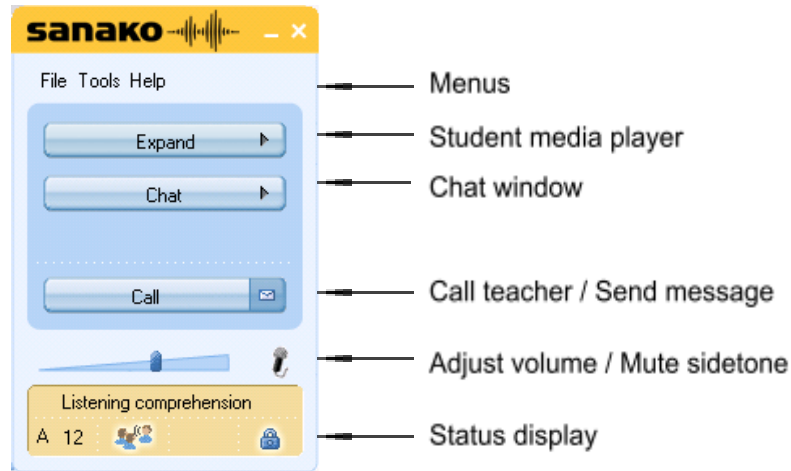 sanako
File Tools Help
Menus
Expand
Student media player
Chat
Chat window
Call
Call teacher / Send message
Adjust volume / Mute sidetone
Listening comprehension
A 12
Status display